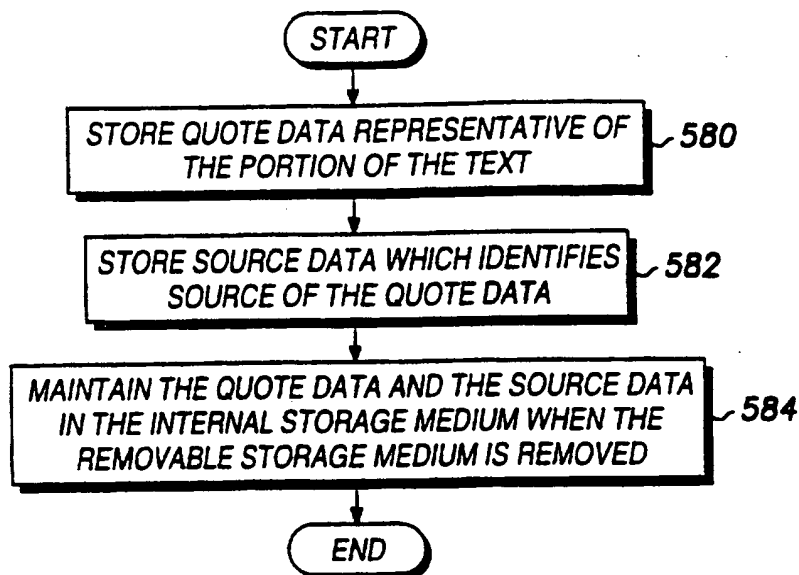 START
STORE QUOTE DATA REPRESENTATIVE OF
THE PORTION OF THE TEXT
580
STORE SOURCE DATA WHICH IDENTIFIES
SOURCE OF THE QUOTE DATA
582
MAINTAIN THE QUOTE DATA AND THE SOURCE DATA
IN THE INTERNAL STORAGE MEDIUM WHEN THE
REMOVABLE STORAGE MEDIUM IS REMOVED
584
END